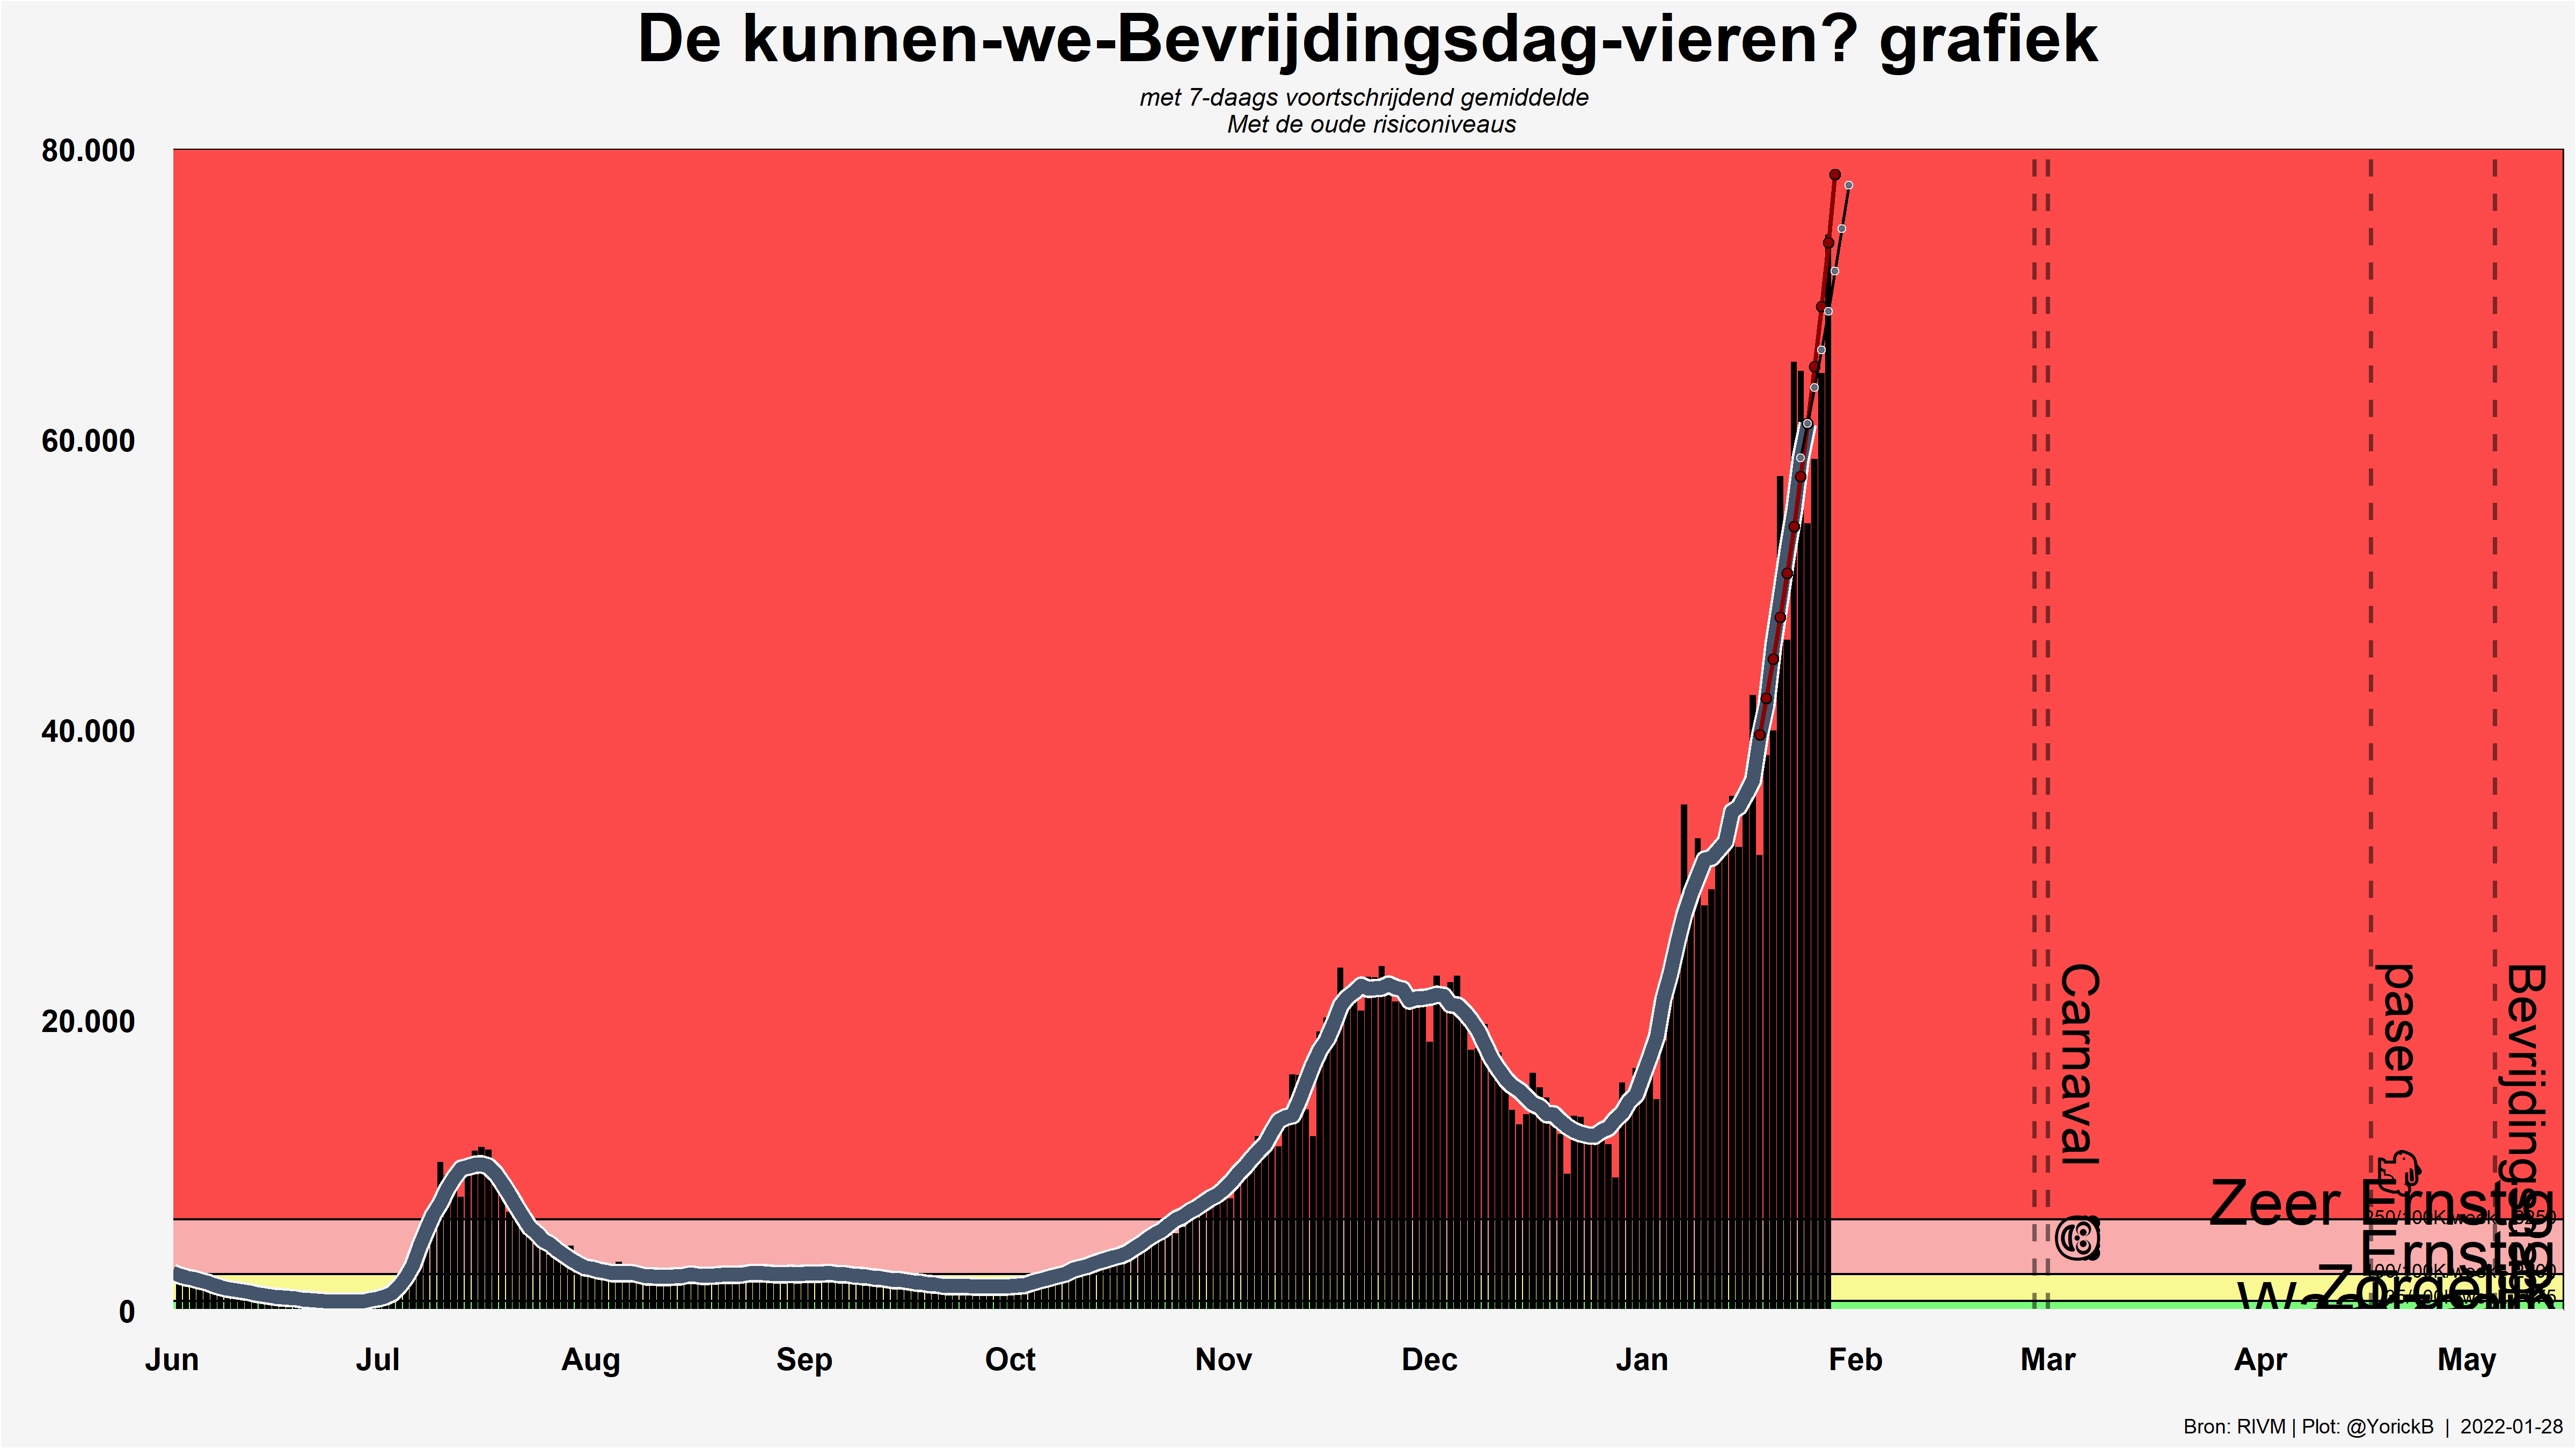 De kunnen-we-Bevrijdingsdag-vieren? grafiek
met 7-daags voortschrijdend gemiddelde
Met de oude risiconiveaus
80.000
60.000
40.000
20.000
0
Carnaval
pasen
Bevrijdingsdag
Zeer Ernstig
Ernstig
Zorgelijk
Jun Jul Aug Sep Oct Nov Dec Jan Feb Mar Apr May
Bron: RIVM | Plot: @YorickB | 2022-01-28